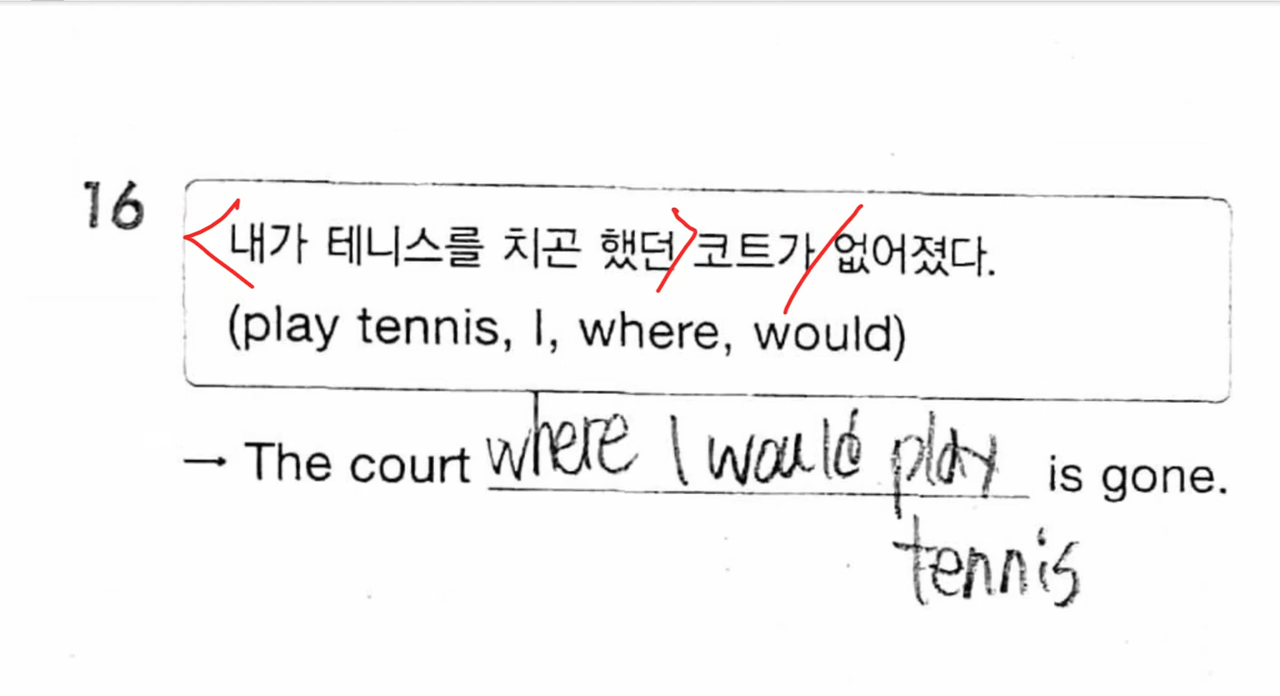 16
내가 테니스를 치곤 했던 코트가 없어졌다.
(play tennis, I, where, would)
→ The court where I would play is gone.
tennis